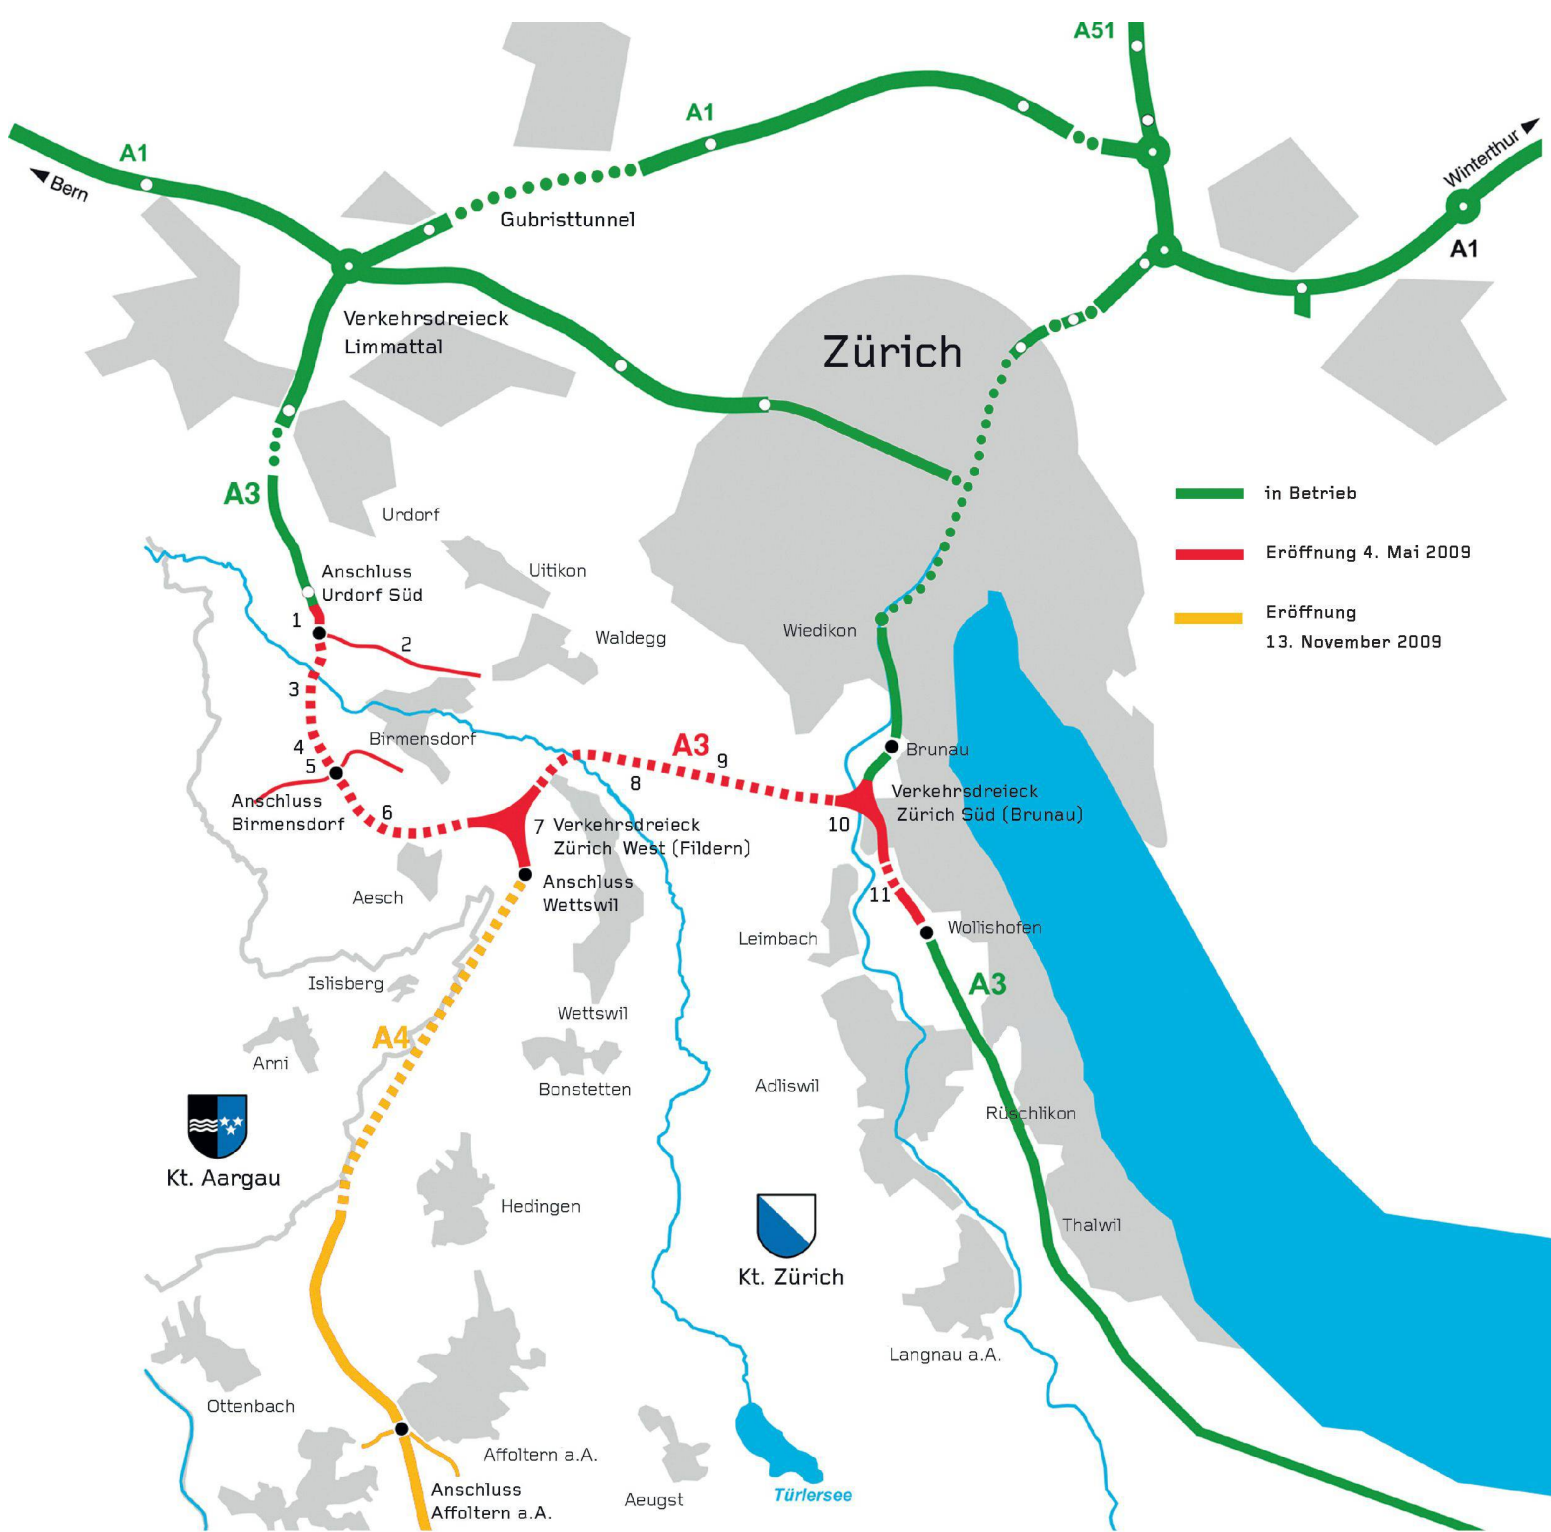 A51
A1
A1
Bern
Winterthur
Gubristtunnel
A1
Verkehrsdreieck
Limmattal
Zürich
A3
in Betrieb
Urdorf
Eröffnung 4. Mai 2009
Anschluss
Urdorf Süd
Uitikon
Eröffnung
13. November 2009
1
2
Waldegg
Wiedikon
3
4
5
Birmensdorf
A3
9
8
Brunau
Anschluss
Birmensdorf
6
Verkehrsdreieck
Zürich Süd (Brunau)
10
7
Verkehrsdreieck
Zürich West (Fildern)
Aesch
Anschluss
Wettswil
11
Leimbach
Wollishofen
Islisberg
A3
Wettswil
A4
Arni
Bonstetten
Adliswil
Rüschlikon
Kt. Aargau
Hedingen
Thalwil
Kt. Zürich
Langnau a.A.
Ottenbach
Affoltern a.A.
Anschluss
Affoltern a.A.
Aeugst
Türlersee